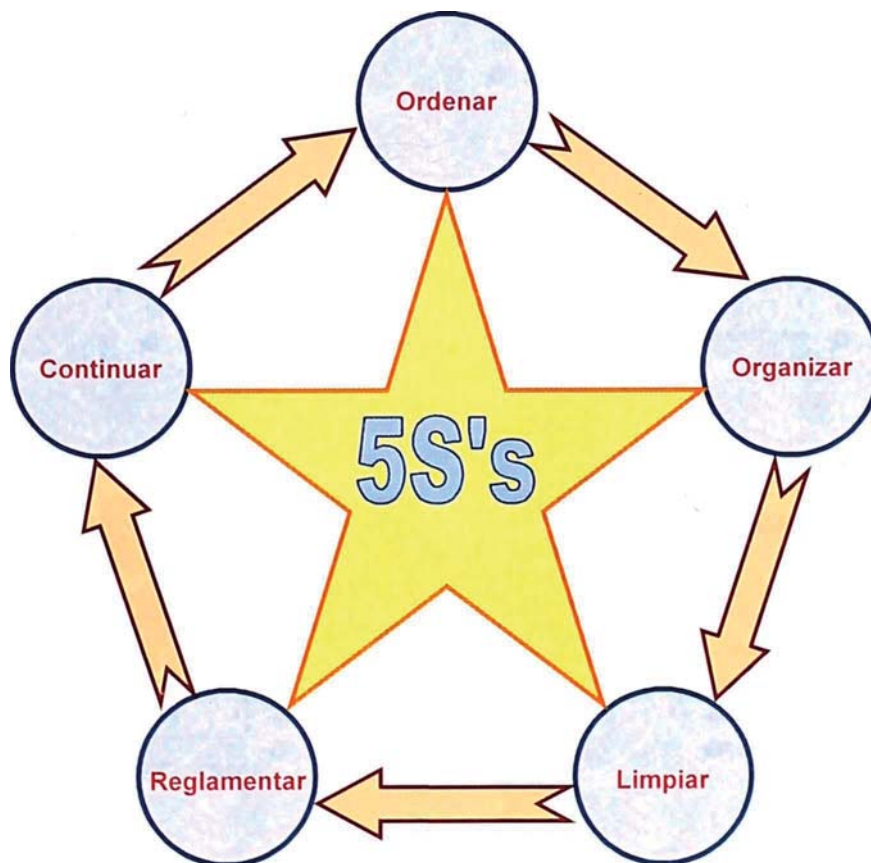 Ordenar
Organizar
Limpiar
Reglamentar
Continuar
5S's